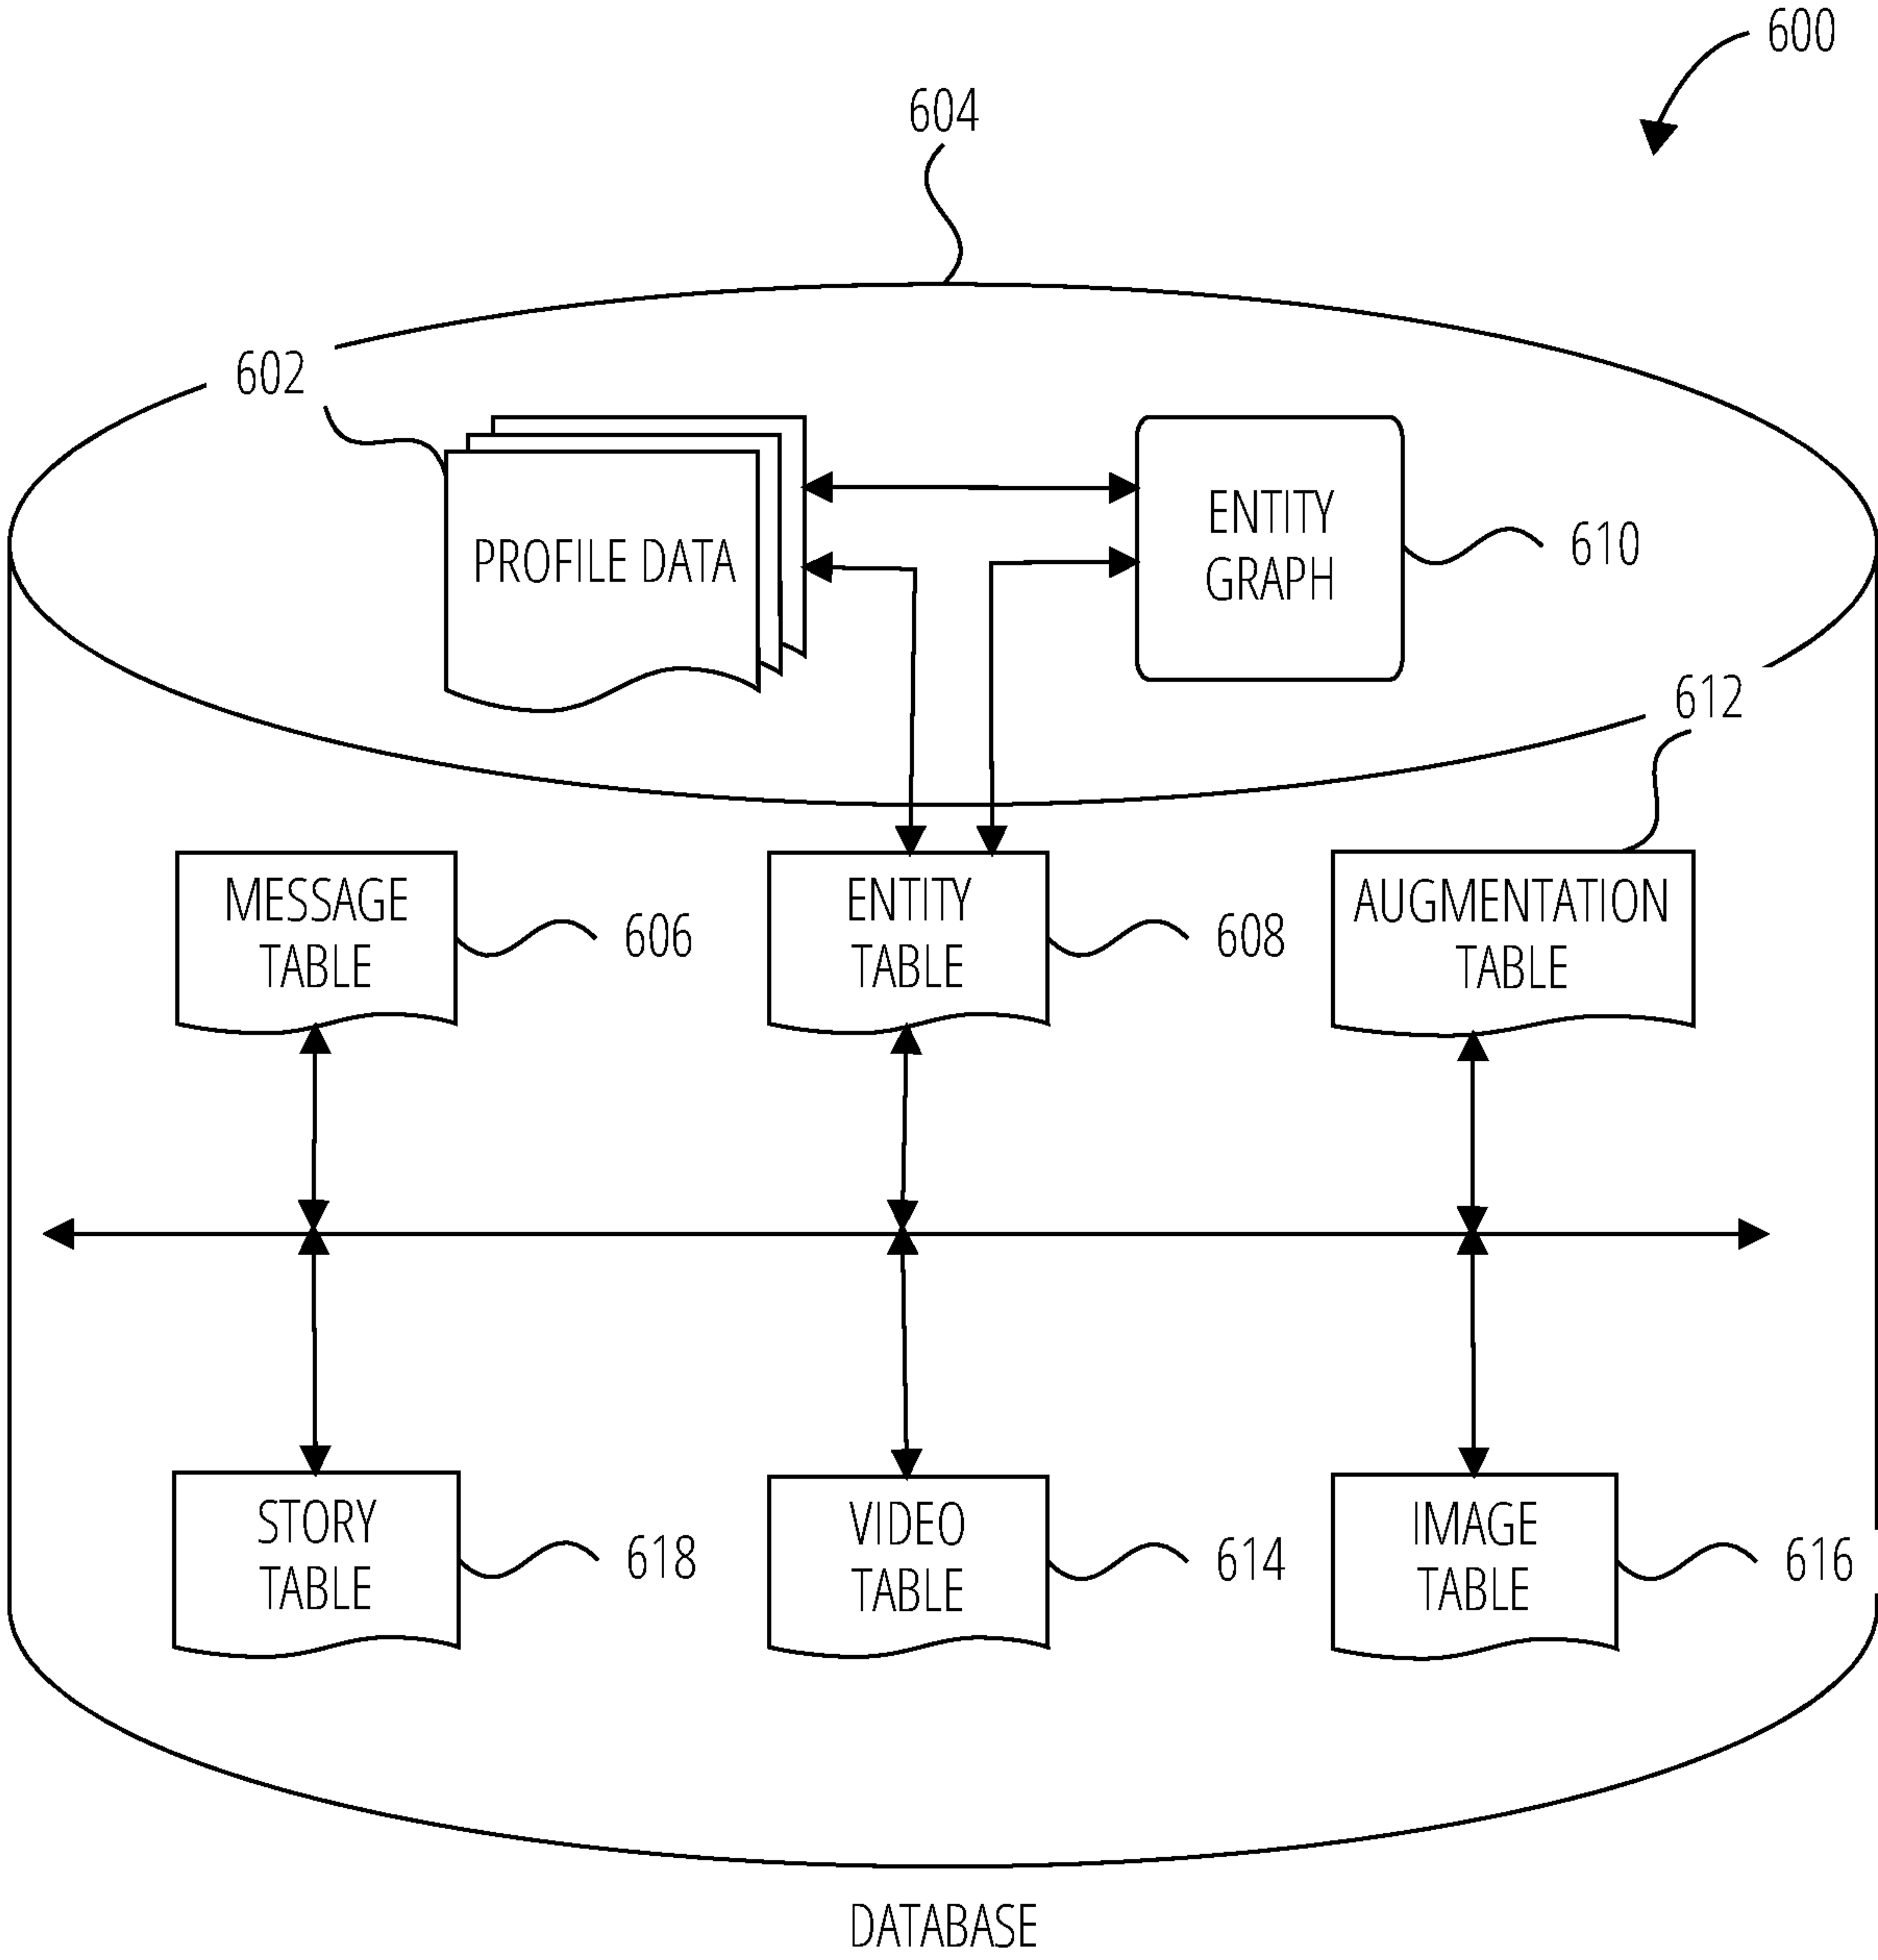 600
604
602
PROFILE DATA
ENTITY
GRAPH
610
612
MESSAGE
TABLE
606
ENTITY
TABLE
608
AUGMENTATION
TABLE
STORY
TABLE
618
VIDEO
TABLE
614
IMAGE
TABLE
616
DATABASE